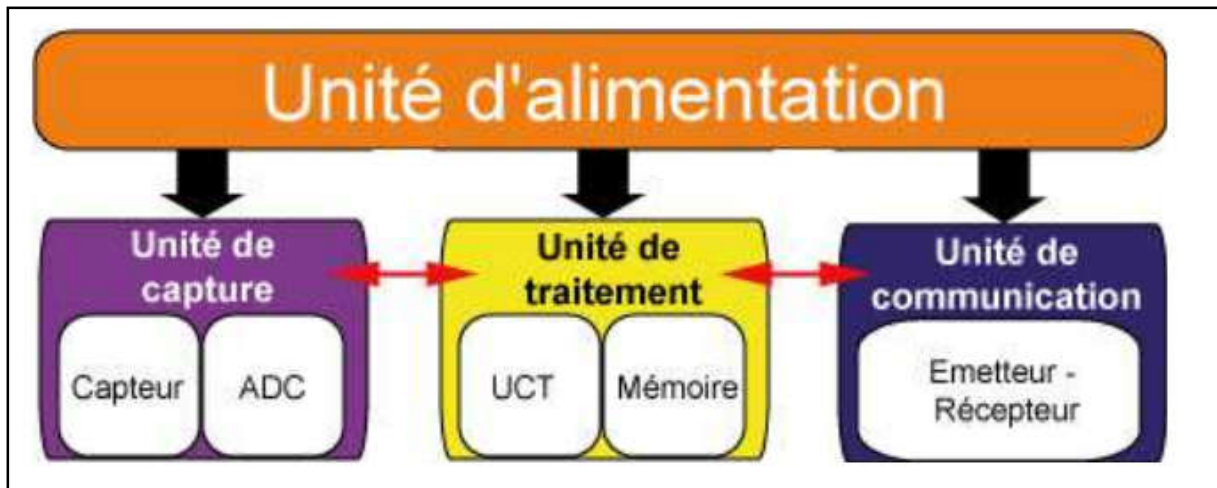 Unité d'alimentation
Unité de
capture
Capteur
ADC
Unité de
traitement
UCT
Mémoire
Unité de
communication
Emetteur -
Récepteur